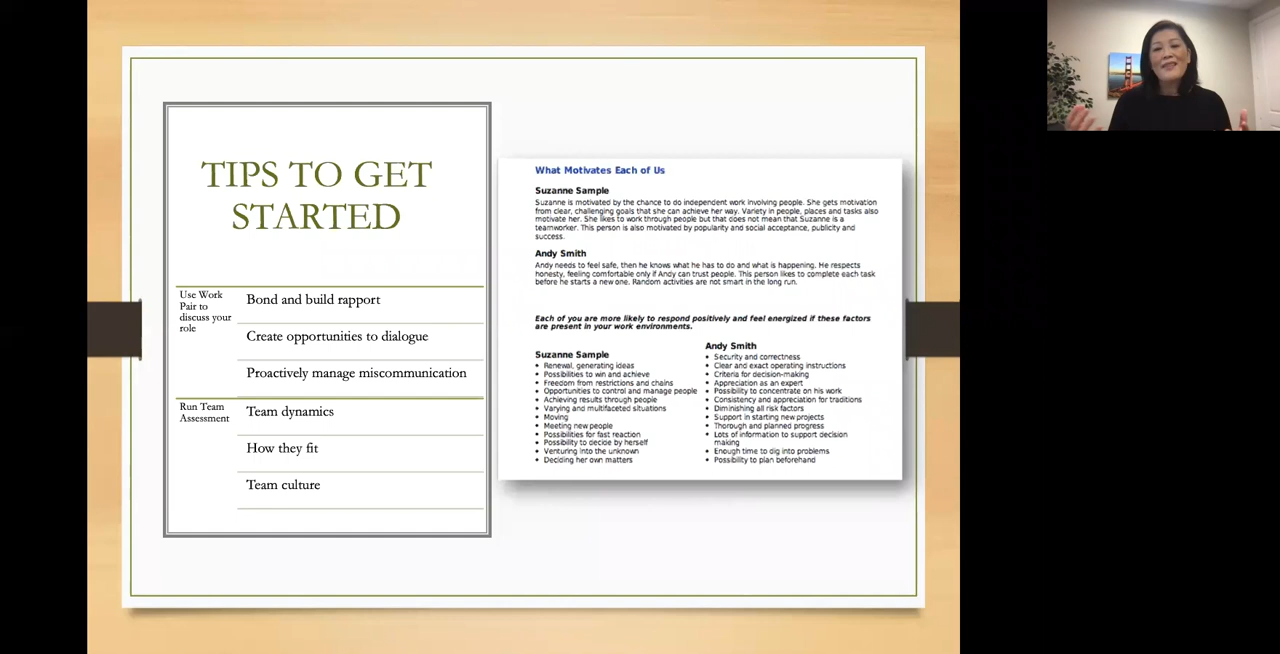 TIPS TO GET
STARTED
Use Work
Pair to
discuss your
role
Bond and build rapport
Create opportunities to dialogue
Proactively manage miscommunication
Run Team
Assessment
Team dynamics
How they fit
Team culture
What Motivates Each of Us
Suzanne Sample
Suzanne is motivated by the chance to do independent work involving people. She gets motivation
from clear, challenging goals that she can achieve her way. Variety in people, places and tasks also
motivate her. She likes to work through people but that does not mean that Suzanne is a
teamworker. This person is also motivated by popularity and social acceptance, publicity and
success.
Andy Smith
Andy needs to feel safe, then he knows what he has to do and what is happening. He respects
honesty, feeling comfortable only if Andy can trust people. This person likes to complete each task
before he starts a new one. Random activities are not smart in the long run.
Each of you are more likely to respond positively and feel energized if these factors
are present in your work environments.
Suzanne Sample
• Renewal, generating ideas
• Possibilities to win and achieve
• Freedom from restrictions and chains
• Opportunities to control and manage people
• Achieving results through people
• Varying and multifaceted situations
• Moving
• Meeting new people
• Possibilities for fast reaction
• Possibility to decide by herself
• Venturing into the unknown
• Deciding her own matters
Andy Smith
• Security and correctness
• Clear and exact operating instructions
• Criteria for decision-making
• Appreciation as an expert
• Possibility to concentrate on his work
• Consistency and appreciation for traditions
• Diminishing all risk factors
• Support in starting new projects
• Thorough and planned progress
• Lots of information to support decision
making
• Enough time to dig into problems
• Possibility to plan beforehand